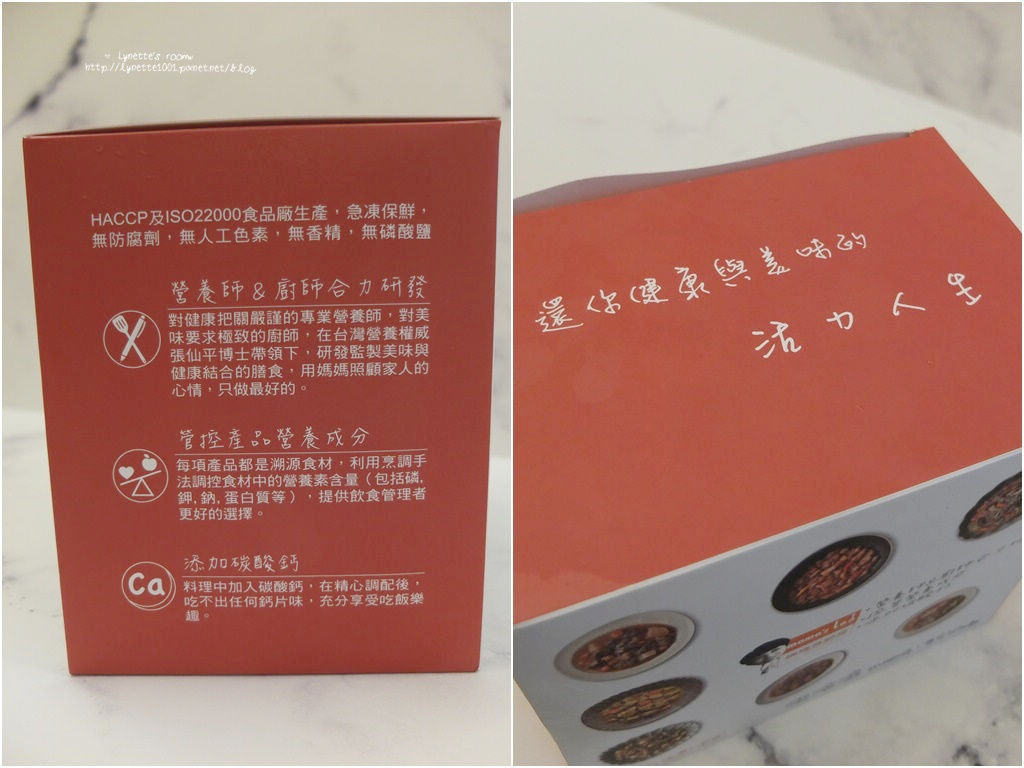 ♡ Lynette's room
http://lynette1001.pixnet.net/blog
HACCP及ISO22000食品廠生產，急凍保鮮，
無防腐劑，無人工色素，無香精，無磷酸鹽
營養師＆廚師合力研發
對健康把關嚴謹的專業營養師，對美
味要求極致的廚師，在台灣營養權威
張仙平博士帶領下，研發監製美味與
健康結合的膳食，用媽媽照顧家人的
心情，只做最好的。
管控產品營養成分
每項產品都是溯源食材，利用烹調手
法調控食材中的營養素含量（包括磷,
鉀,鈉,蛋白質等），提供飲食管理者
更好的選擇。
Ca
添加碳酸鈣
料理中加入碳酸鈣，在精心調配後，
吃不出任何鈣片味，充分享受吃飯樂
趣。
還你健康與美味的
活力人生
mama's